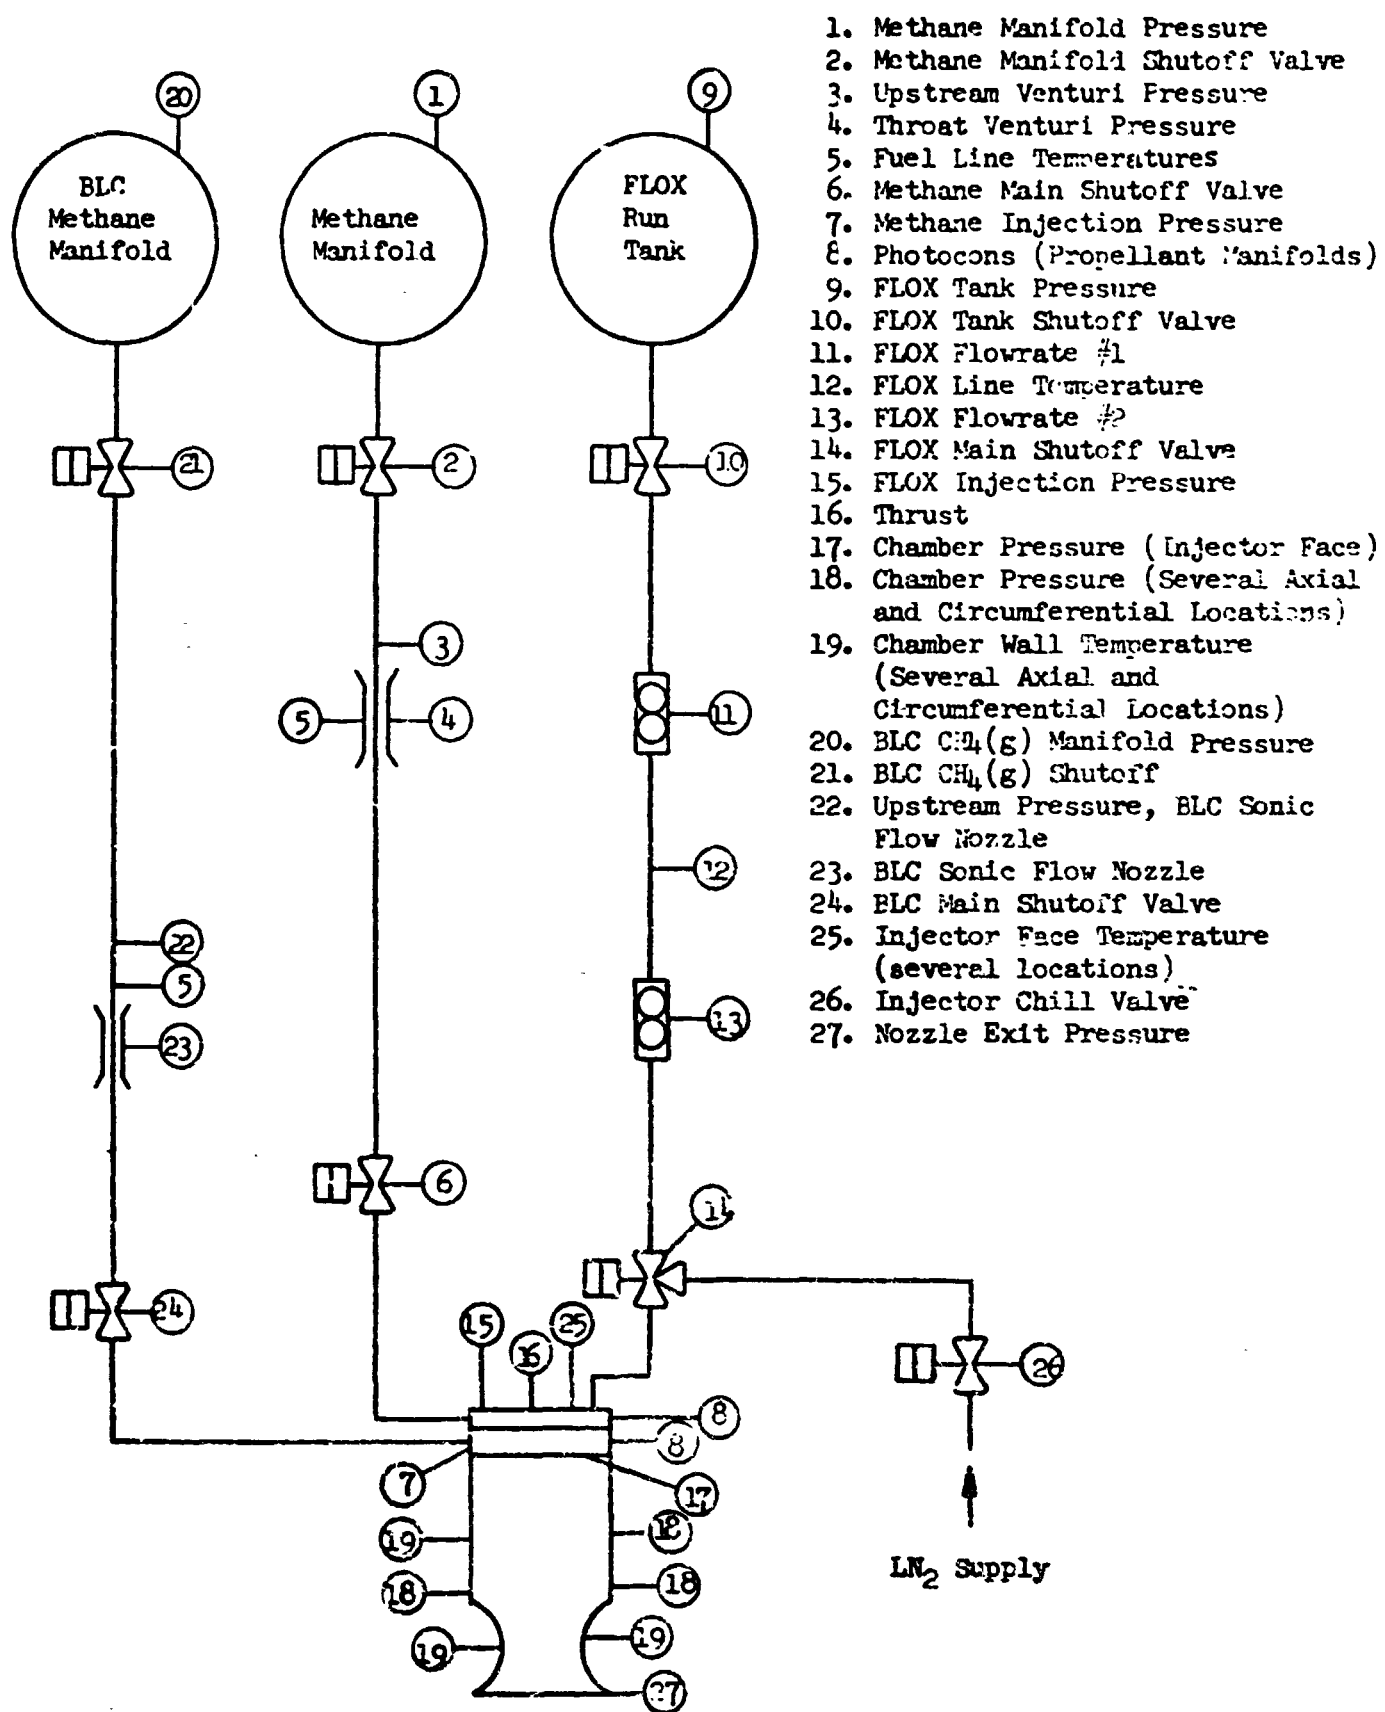 1. Methane Manifold Pressure
2. Methane Manifold Shutoff Valve
3. Upstream Venturi Pressure
4. Throat Venturi Pressure
5. Fuel Line Temperatures
6. Methane Main Shutoff Valve
7. Methane Injection Pressure
8. Photocons (Propellant Manifolds)
9. FLOX Tank Pressure
10. FLOX Tank Shutoff Valve
11. FLOX Flowrate #1
12. FLOX Line Temperature
13. FLOX Flowrate #2
14. FLOX Main Shutoff Valve
15. FLOX Injection Pressure
16. Thrust
17. Chamber Pressure (Injector Face)
18. Chamber Pressure (Several Axial
and Circumferential Locations)
19. Chamber Wall Temperature
(Several Axial and
Circumferential Locations)
20. BLC CH4(g) Manifold Pressure
21. BLC CH4(g) Shutoff
22. Upstream Pressure, BLC Sonic
Flow Nozzle
23. BLC Sonic Flow Nozzle
24. BLC Main Shutoff Valve
25. Injector Face Temperature
(several locations)
26. Injector Chill Valve
27. Nozzle Exit Pressure
20
1
9
BLC
Methane
Manifold
Methane
Manifold
FLOX
Run
Tank
21
2
10
3
5
4
11
12
22
5
23
13
6
14
24
15
16
25
26
8
8
7
17
19
18
18
18
19
19
27
LN2 Supply